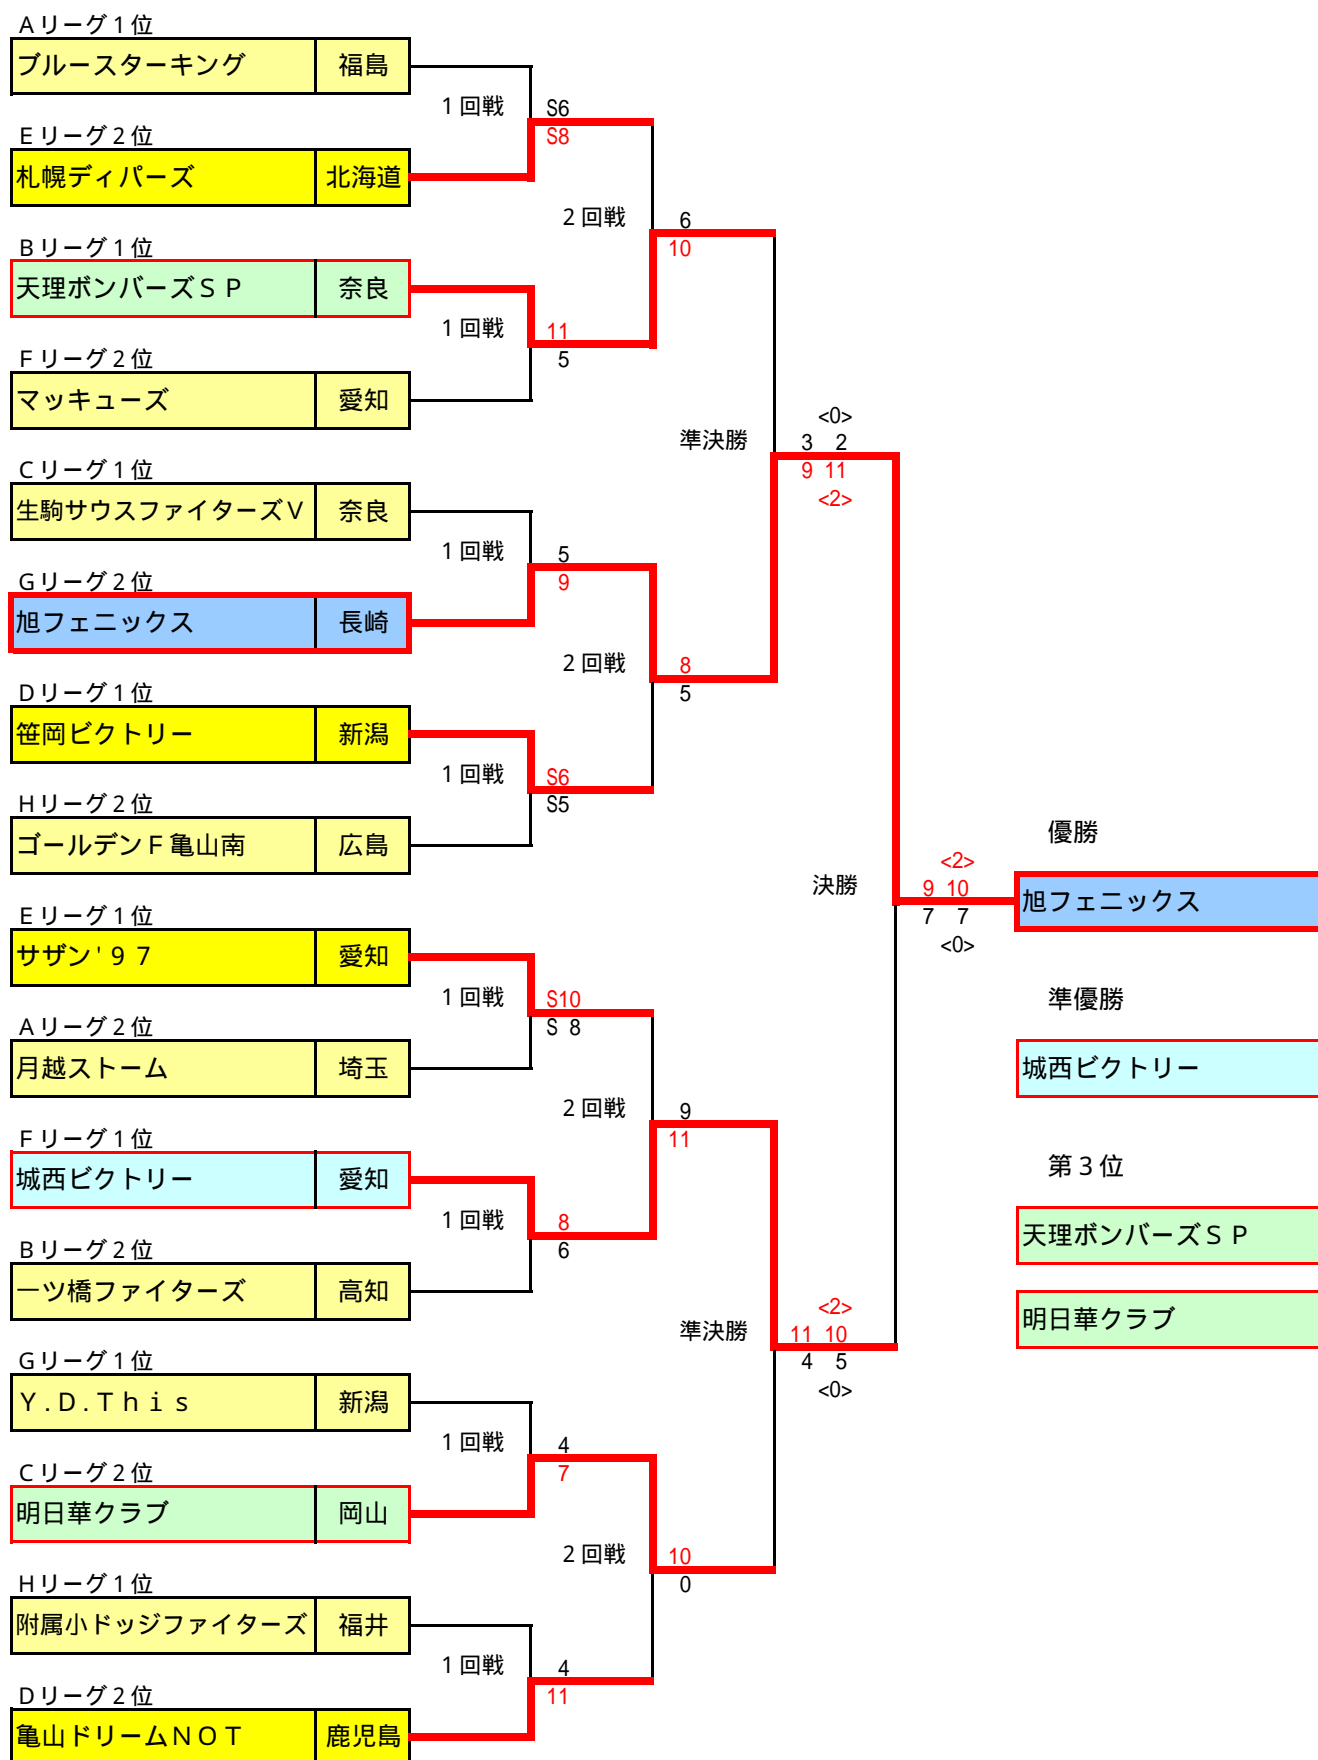 Aリーグ1位
ブルースターキング 福島
1回戦 S6
S8
Eリーグ2位
札幌ディパーズ 北海道
2回戦 6
10
Bリーグ1位
天理ボンバーズSP 奈良
1回戦 11
5
Fリーグ2位
マッキューズ 愛知
準決勝 <0>
3 2
9 11
<2>
Cリーグ1位
生駒サウスファイターズV 奈良
1回戦 5
9
Gリーグ2位
旭フェニックス 長崎
2回戦 8
5
Dリーグ1位
笹岡ビクトリー 新潟
1回戦 S6
S5
Hリーグ2位
ゴールデンF亀山南 広島
優勝
決勝 <2>
9 10
7 7
<0>
旭フェニックス
Eリーグ1位
サザン'97 愛知
1回戦 S10
S 8
準優勝
城西ビクトリー
Aリーグ2位
月越ストーム 埼玉
2回戦 9
11
Fリーグ1位
城西ビクトリー 愛知
第3位
天理ボンバーズSP
明日華クラブ
1回戦 8
6
Bリーグ2位
一ツ橋ファイターズ 高知
準決勝 <2>
11 10
4 5
<0>
Gリーグ1位
Y.D.This 新潟
1回戦 4
7
Cリーグ2位
明日華クラブ 岡山
2回戦 10
0
Hリーグ1位
附属小ドッジファイターズ 福井
1回戦 4
11
Dリーグ2位
亀山ドリームNOT 鹿児島